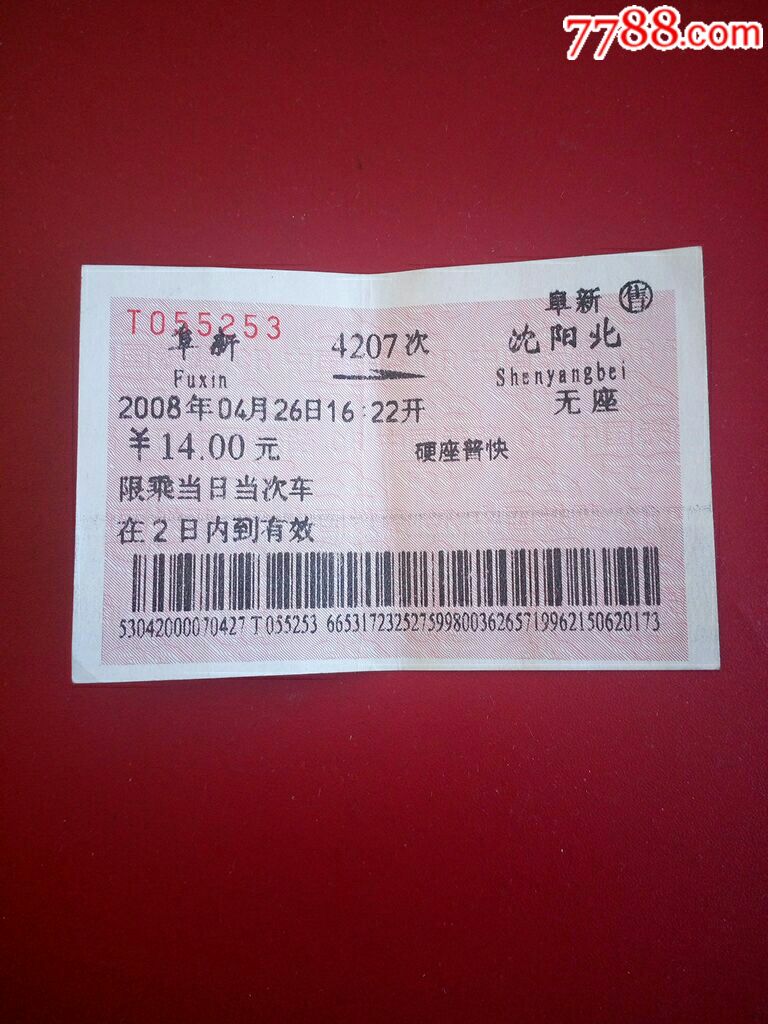 7788.com
阜新 售
T055253
阜新 4207次 沈阳北
Fuxin Shenyangbei
2008年04月26日16:22开 无座
¥14.00元 硬座普快
限乘当日当次车
在2日内到有效
53042000070427 T055253 66531723252759980036265719962150620173